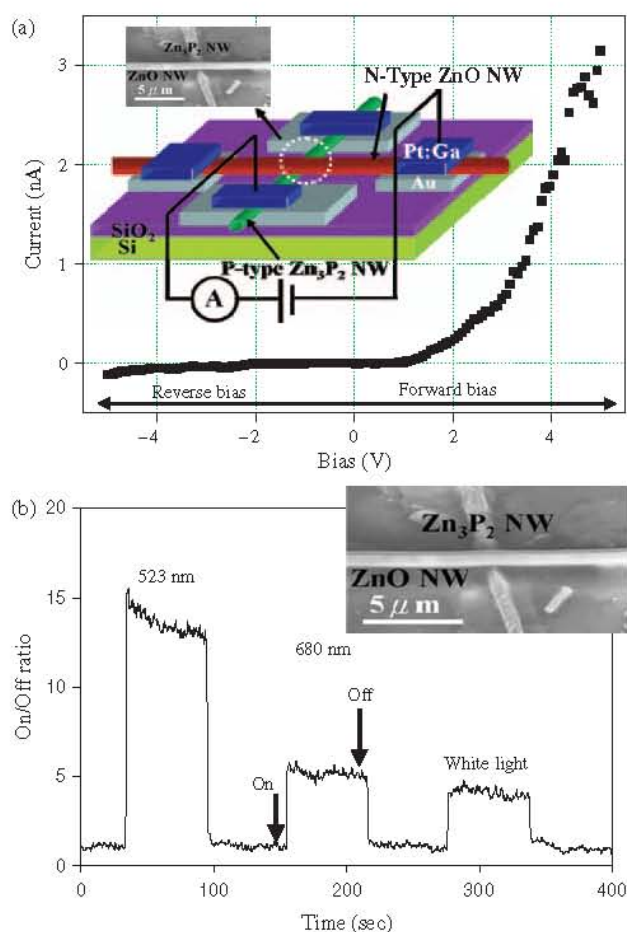 (a)
Zn₃P₂ NW
ZnO NW
5 μm
N-Type ZnO NW
Pt:Ga
Au
SiO₂
Si
P-type Zn₃P₂ NW
A
Current (nA)
3
2
1
0
Reverse bias
Forward bias
−4
−2
0
2
4
Bias (V)
(b)
On/Off ratio
20
15
10
5
0
523 nm
680 nm
Off
On
White light
Zn₃P₂ NW
ZnO NW
5 μm
0
100
200
300
400
Time (sec)